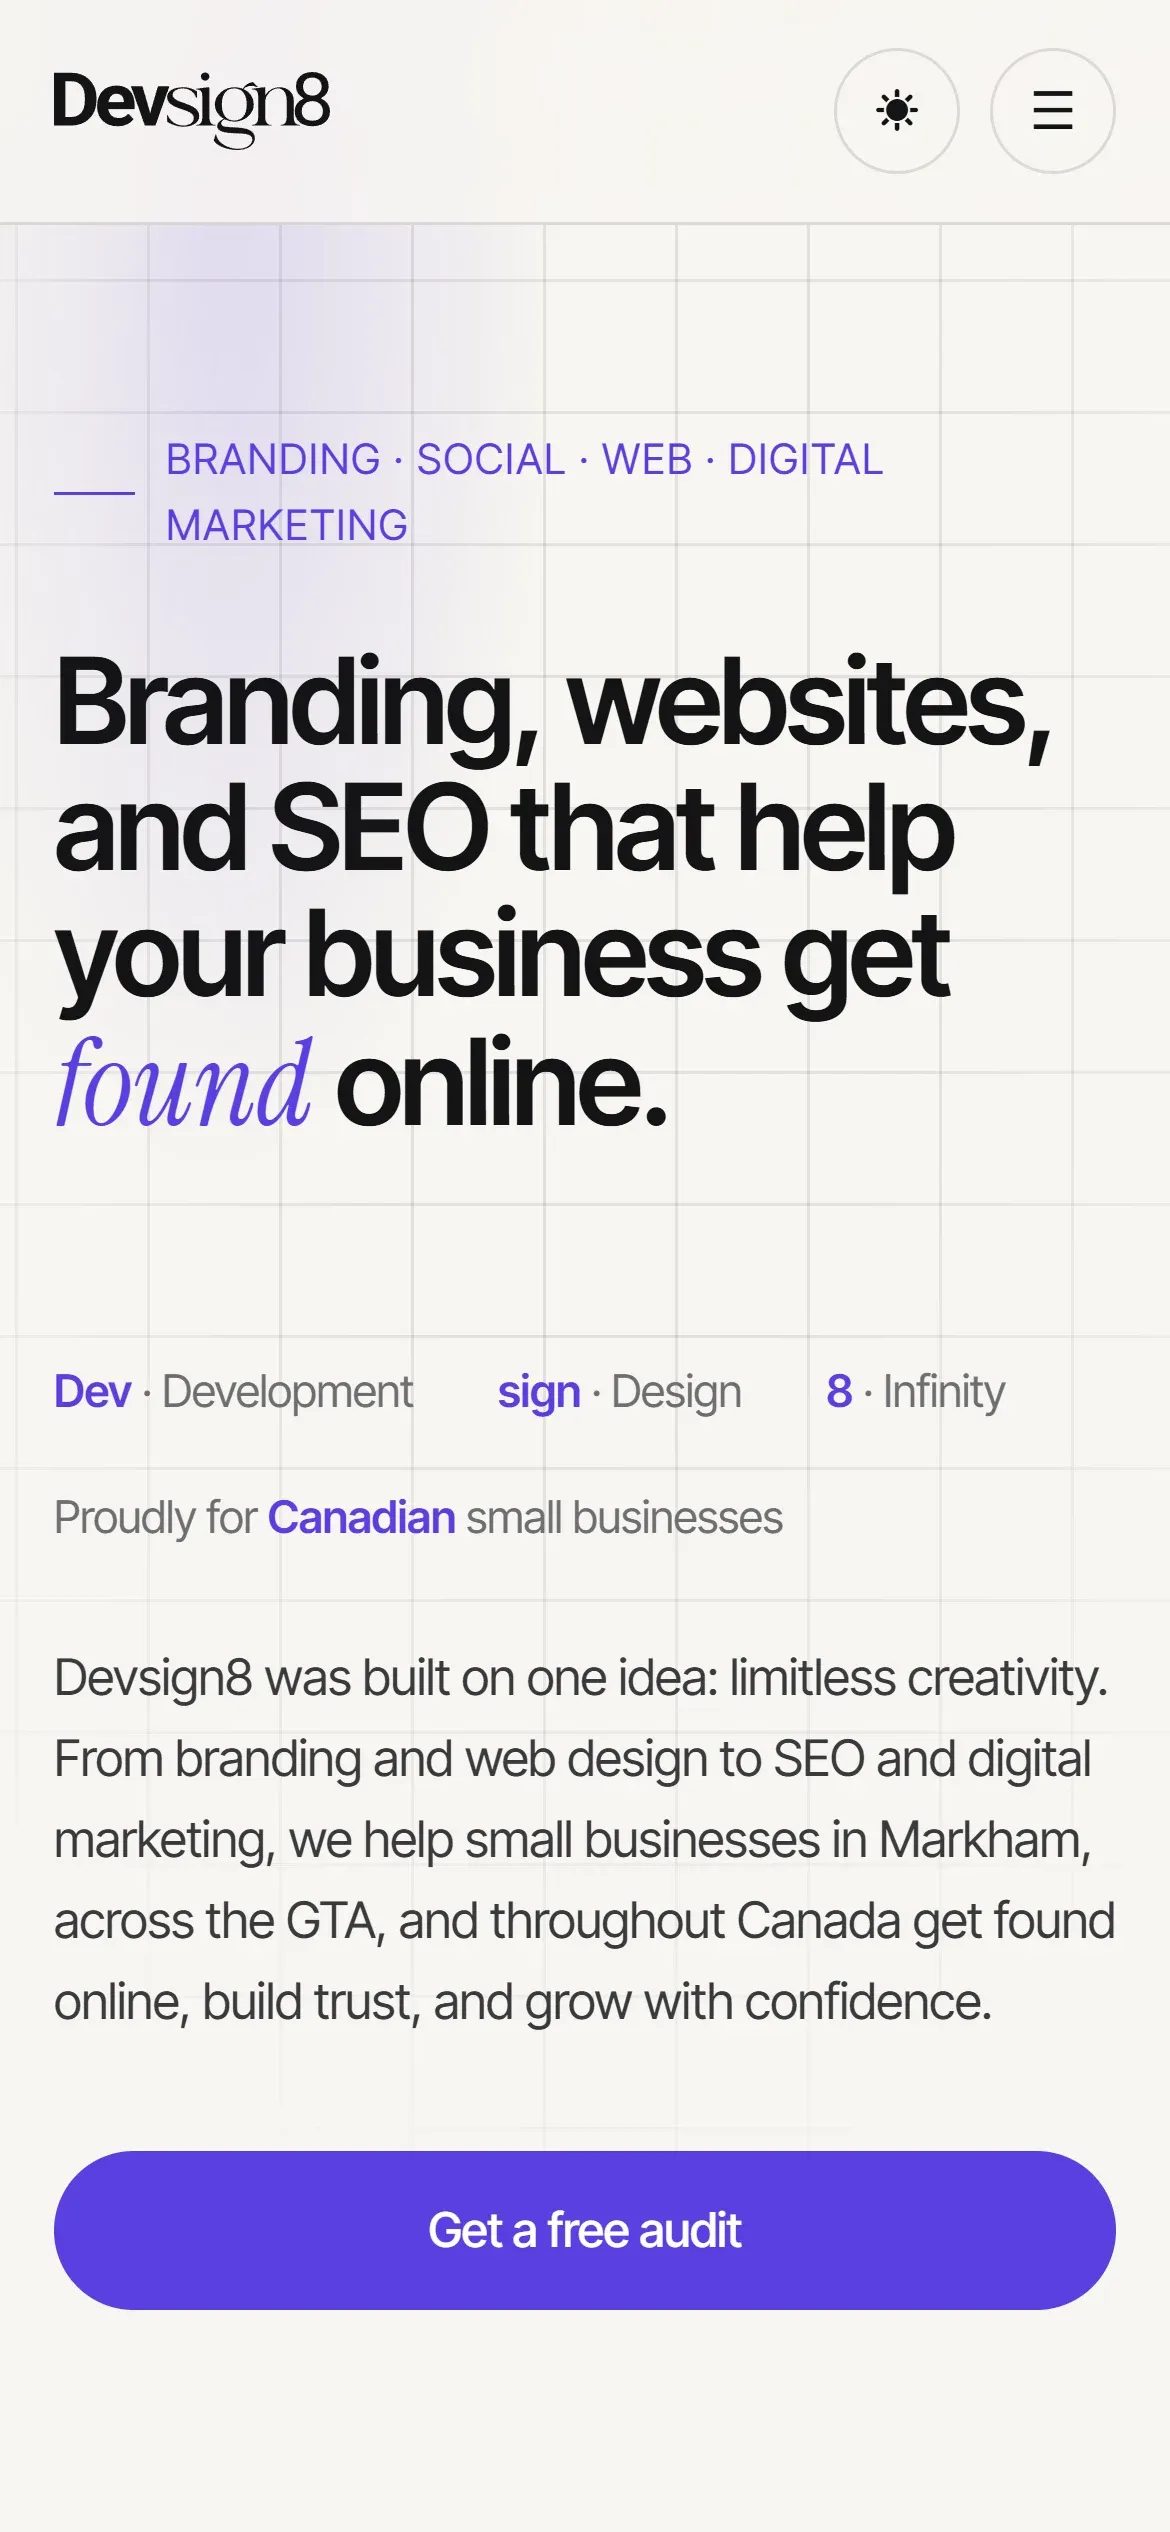 Devsign8
BRANDING · SOCIAL · WEB · DIGITAL
MARKETING
Branding, websites,
and SEO that help
your business get
found online.
Dev · Development sign · Design 8 · Infinity
Proudly for Canadian small businesses
Devsign8 was built on one idea: limitless creativity.
From branding and web design to SEO and digital
marketing, we help small businesses in Markham,
across the GTA, and throughout Canada get found
online, build trust, and grow with confidence.
Get a free audit